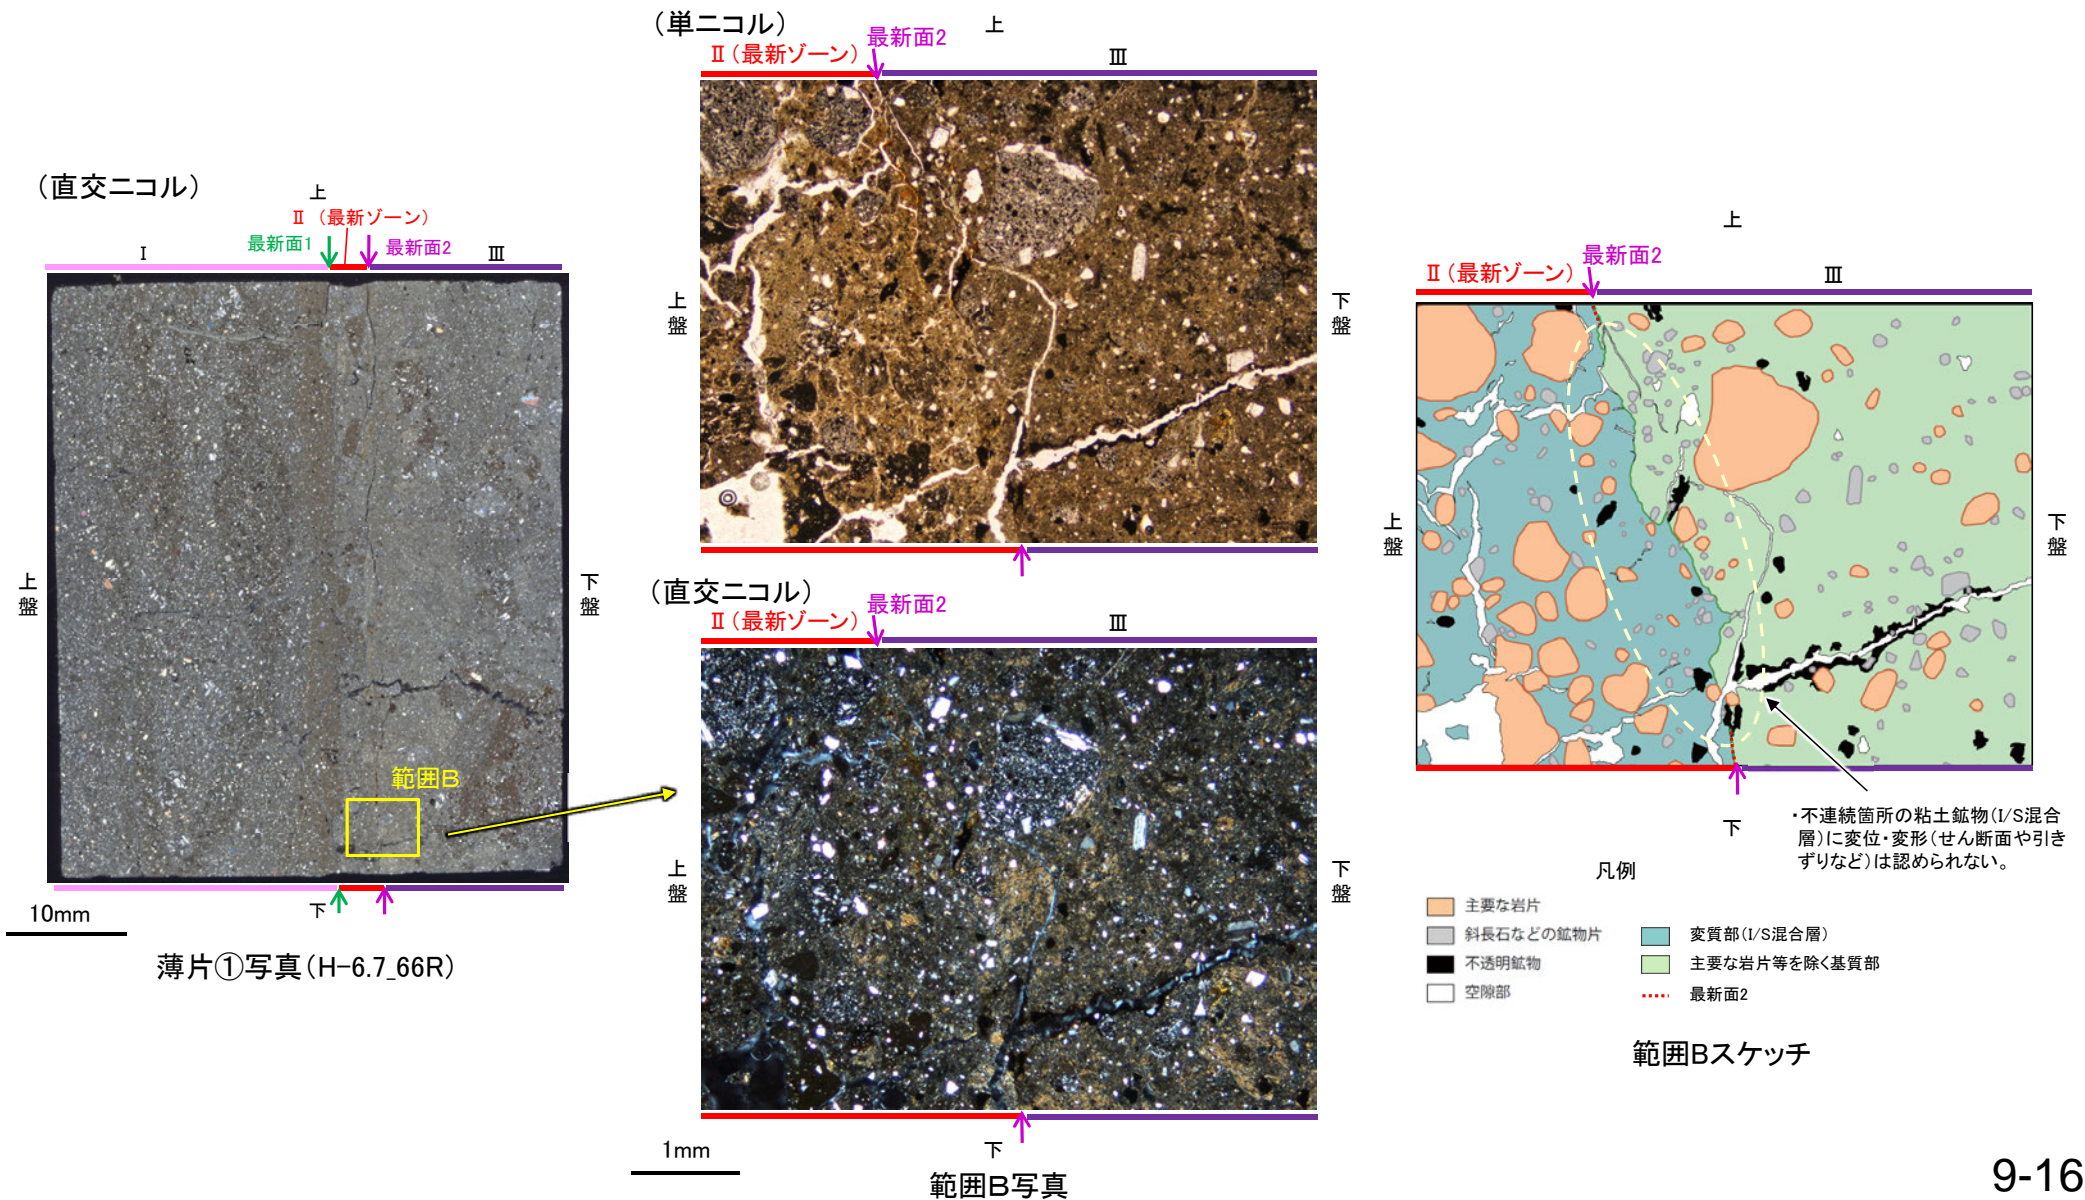 （直交ニコル）
上
Ⅱ （最新ゾーン）
Ⅰ
最新面1
最新面2
Ⅲ
上盤
下盤
範囲B
下
10mm
薄片①写真（H-6.7_66R）
（単ニコル）
上
Ⅱ（最新ゾーン）
最新面2
Ⅲ
上盤
下盤
（直交ニコル）
Ⅱ（最新ゾーン）
最新面2
Ⅲ
上盤
下盤
1mm
下
範囲B写真
上
Ⅱ（最新ゾーン）
最新面2
Ⅲ
上盤
下盤
下
・不連続箇所の粘土鉱物（I/S混合
層）に変位・変形（せん断面や引き
ずりなど）は認められない。
凡例
主要な岩片
斜長石などの鉱物片
不透明鉱物
空隙部
変質部（I/S混合層）
主要な岩片等を除く基質部
最新面2
範囲Bスケッチ
9-16